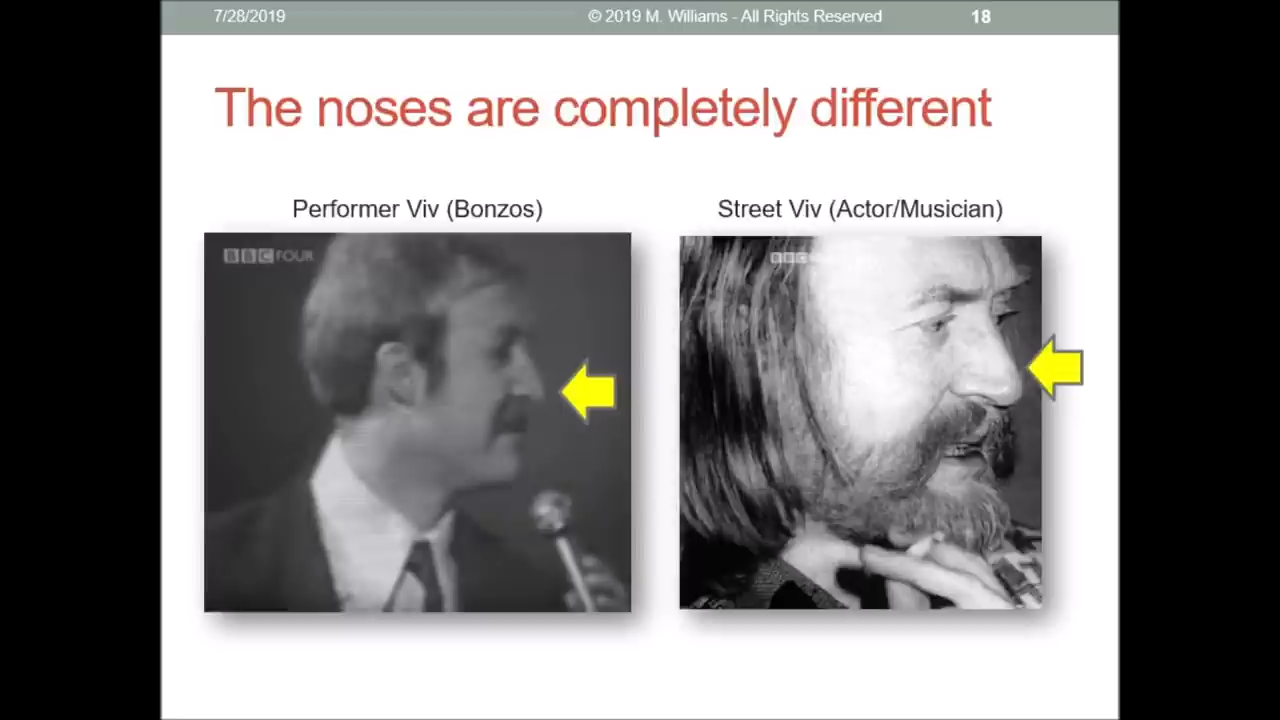 7/28/2019 © 2019 M. Williams - All Rights Reserved 18
The noses are completely different
Performer Viv (Bonzos) Street Viv (Actor/Musician)
BBC FOUR BBC